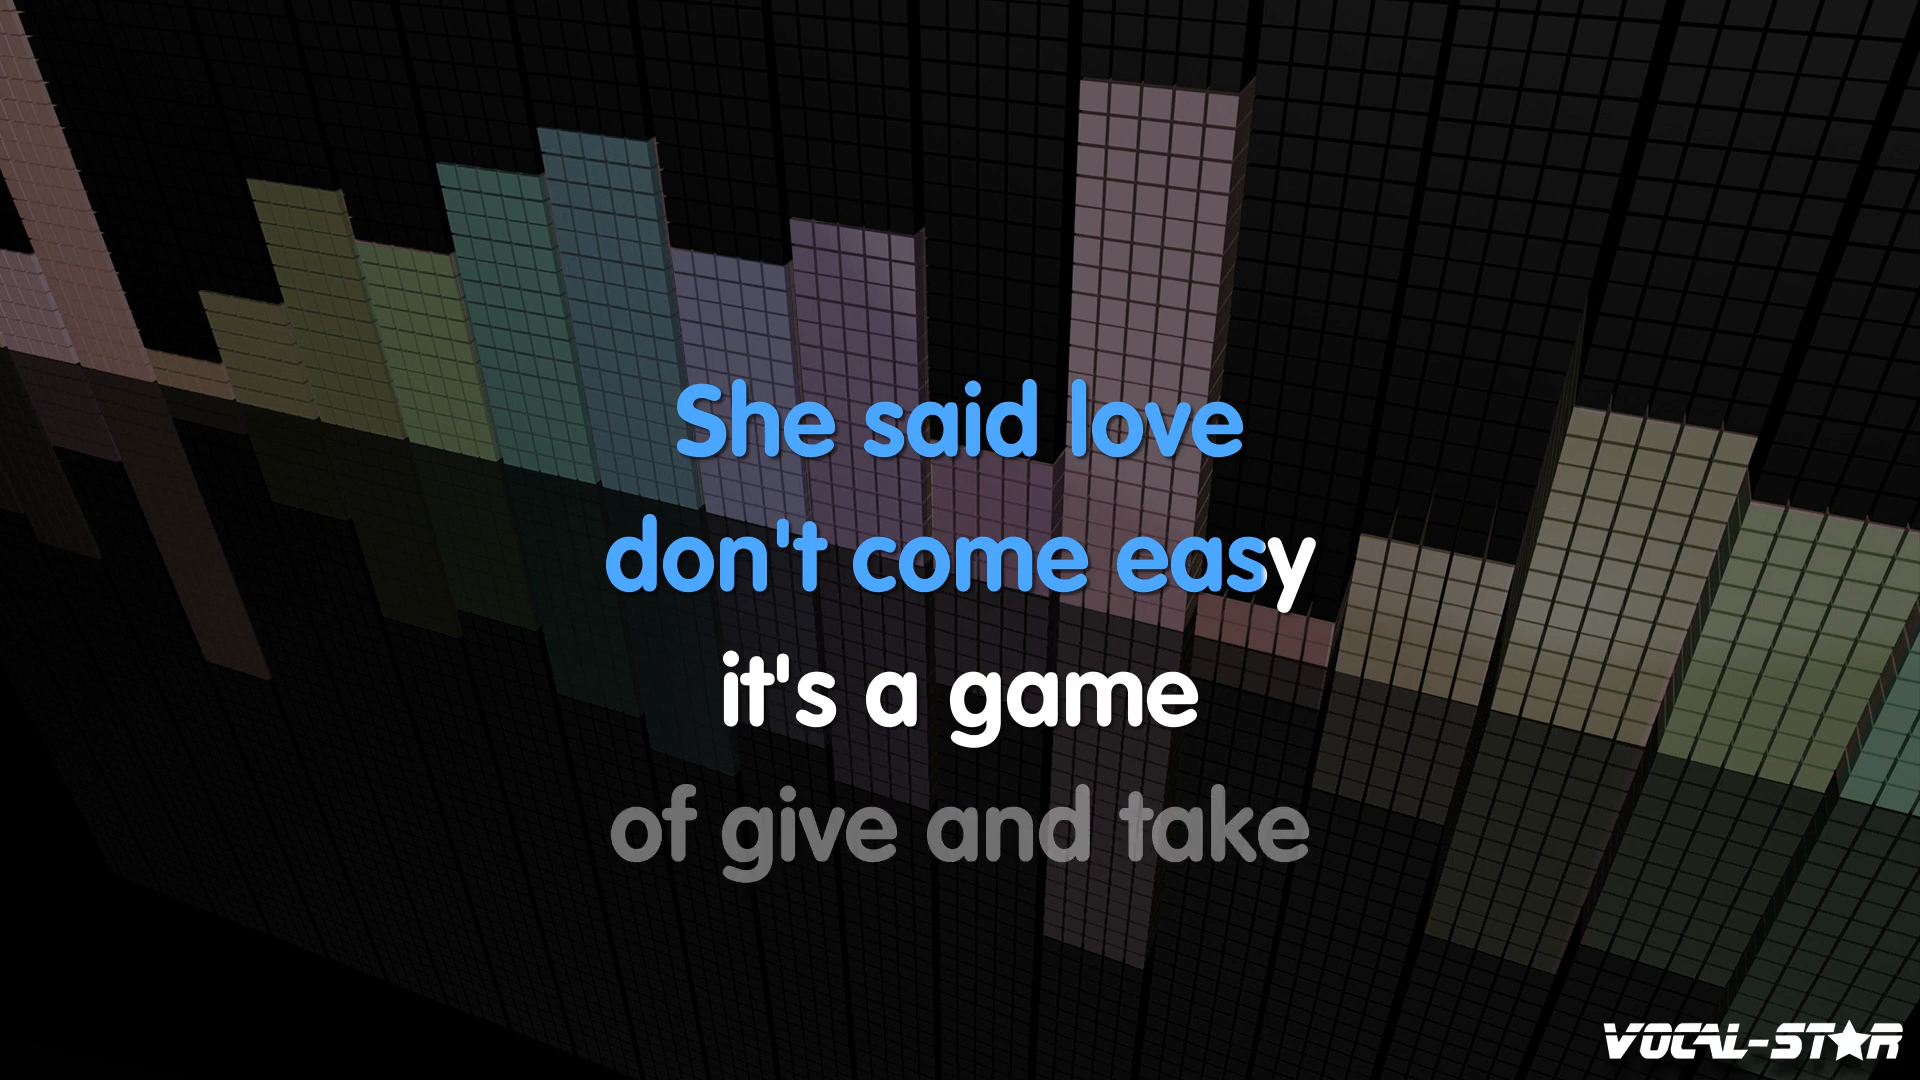 She said love
don't come easy
it's a game
of give and take
VOCAL-STAR